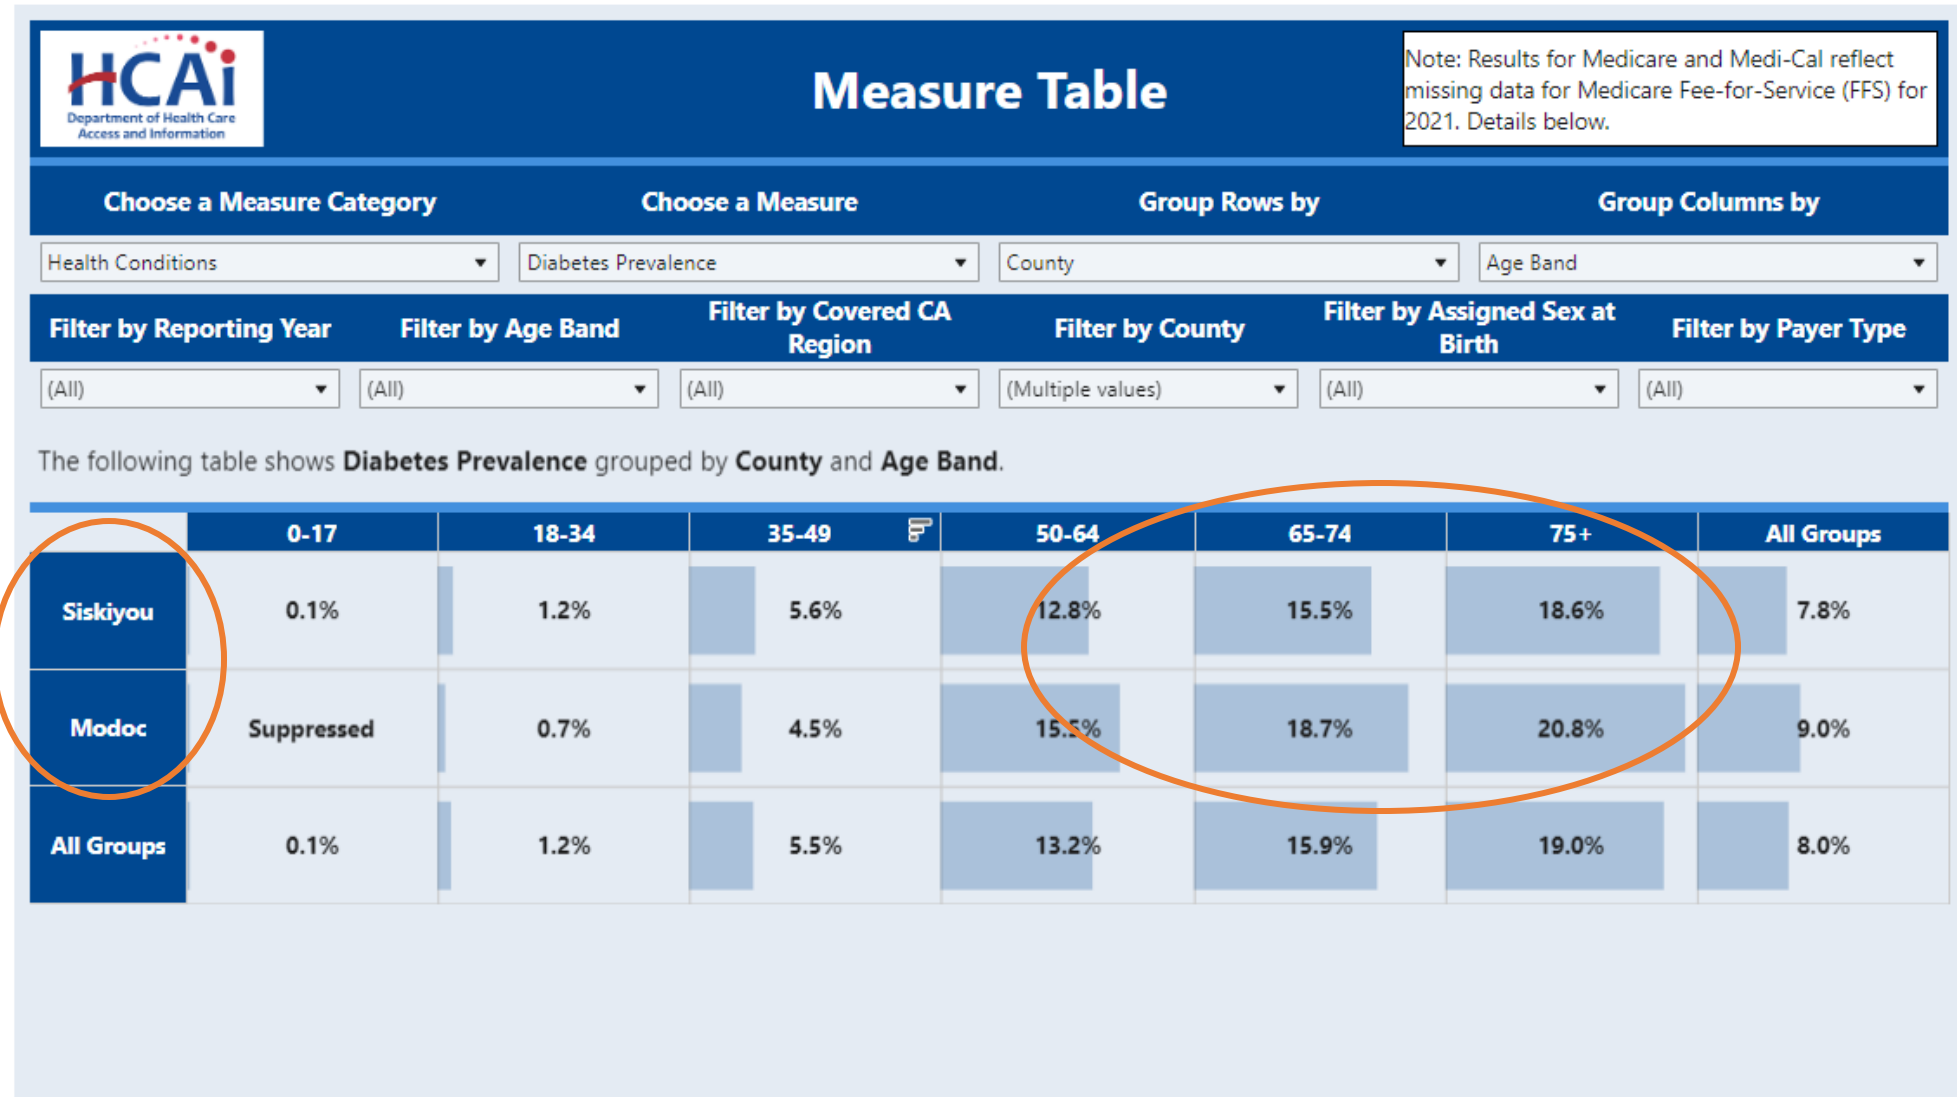 HCAi
Department of Health Care
Access and Information
Measure Table
Note: Results for Medicare and Medi-Cal reflect
missing data for Medicare Fee-for-Service (FFS) for
2021. Details below.
Choose a Measure Category Choose a Measure Group Rows by Group Columns by
Health Conditions Diabetes Prevalence County Age Band
Filter by Reporting Year Filter by Age Band Filter by Covered CA Region Filter by County Filter by Assigned Sex at Birth Filter by Payer Type
(All) (All) (All) (Multiple values) (All) (All)
The following table shows Diabetes Prevalence grouped by County and Age Band.
0-17 18-34 35-49 50-64 65-74 75+ All Groups
Siskiyou 0.1% 1.2% 5.6% 12.8% 15.5% 18.6% 7.8%
Modoc Suppressed 0.7% 4.5% 15.5% 18.7% 20.8% 9.0%
All Groups 0.1% 1.2% 5.5% 13.2% 15.9% 19.0% 8.0%